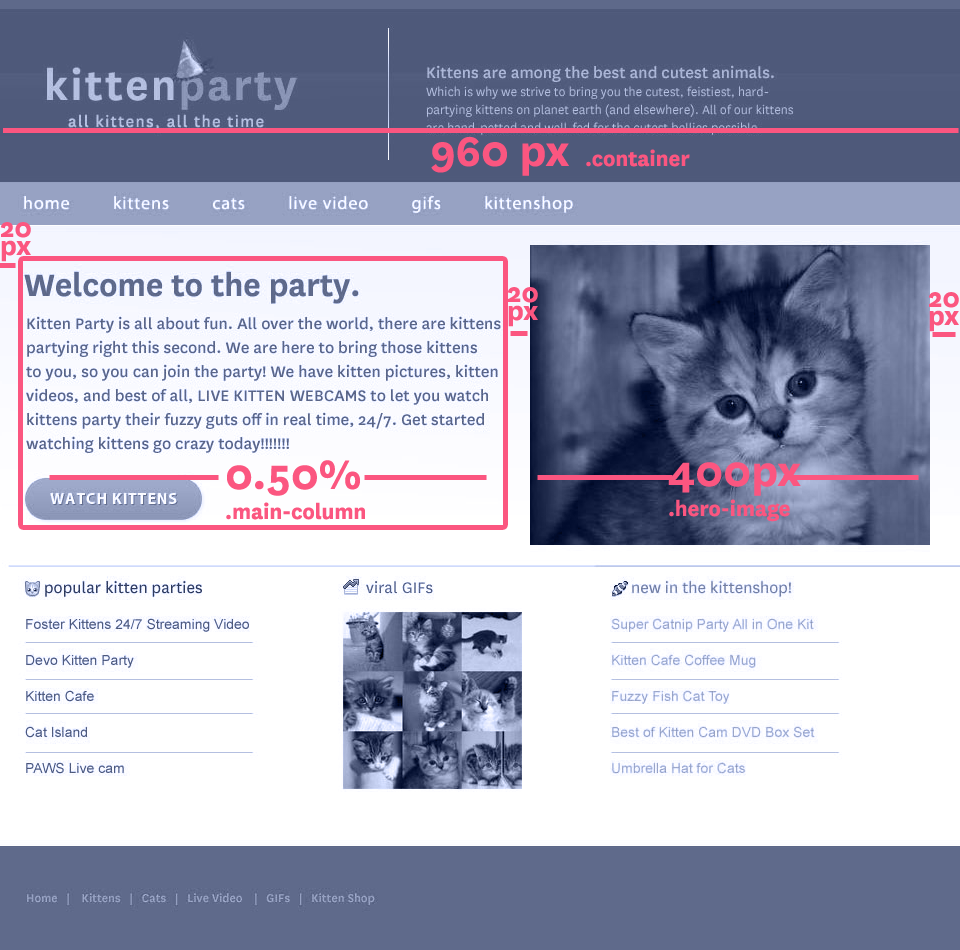 kittenparty
all kittens, all the time
Kittens are among the best and cutest animals.
Which is why we strive to bring you the cutest, feistiest, hard-
partying kittens on planet earth (and elsewhere). All of our kittens
are hand-petted and well-fed for the cutest bellies possible.
960 px .container
home kittens cats live video gifs kittenshop
20
px
Welcome to the party.
Kitten Party is all about fun. All over the world, there are kittens
partying right this second. We are here to bring those kittens
to you, so you can join the party! We have kitten pictures, kitten
videos, and best of all, LIVE KITTEN WEBCAMS to let you watch
kittens party their fuzzy guts off in real time, 24/7. Get started
watching kittens go crazy today!!!!!!!
0.50%
WATCH KITTENS
.main-column
20
px
400px
.hero-image
20
px
popular kitten parties
Foster Kittens 24/7 Streaming Video
Devo Kitten Party
Kitten Cafe
Cat Island
PAWS Live cam
viral GIFs
new in the kittenshop!
Super Catnip Party All in One Kit
Kitten Cafe Coffee Mug
Fuzzy Fish Cat Toy
Best of Kitten Cam DVD Box Set
Umbrella Hat for Cats
Home | Kittens | Cats | Live Video | GIFs | Kitten Shop